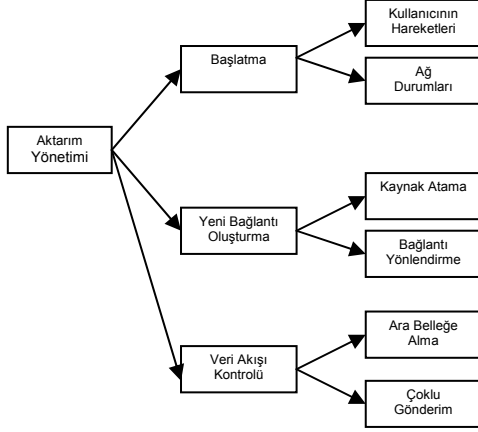 Kullanıcının
Hareketleri
Başlatma
Ağ
Durumları
Aktarım
Yönetimi
Kaynak Atama
Yeni Bağlantı
Oluşturma
Bağlantı
Yönlendirme
Ara Belleğe
Alma
Veri Akışı
Kontrolü
Çoklu
Gönderim